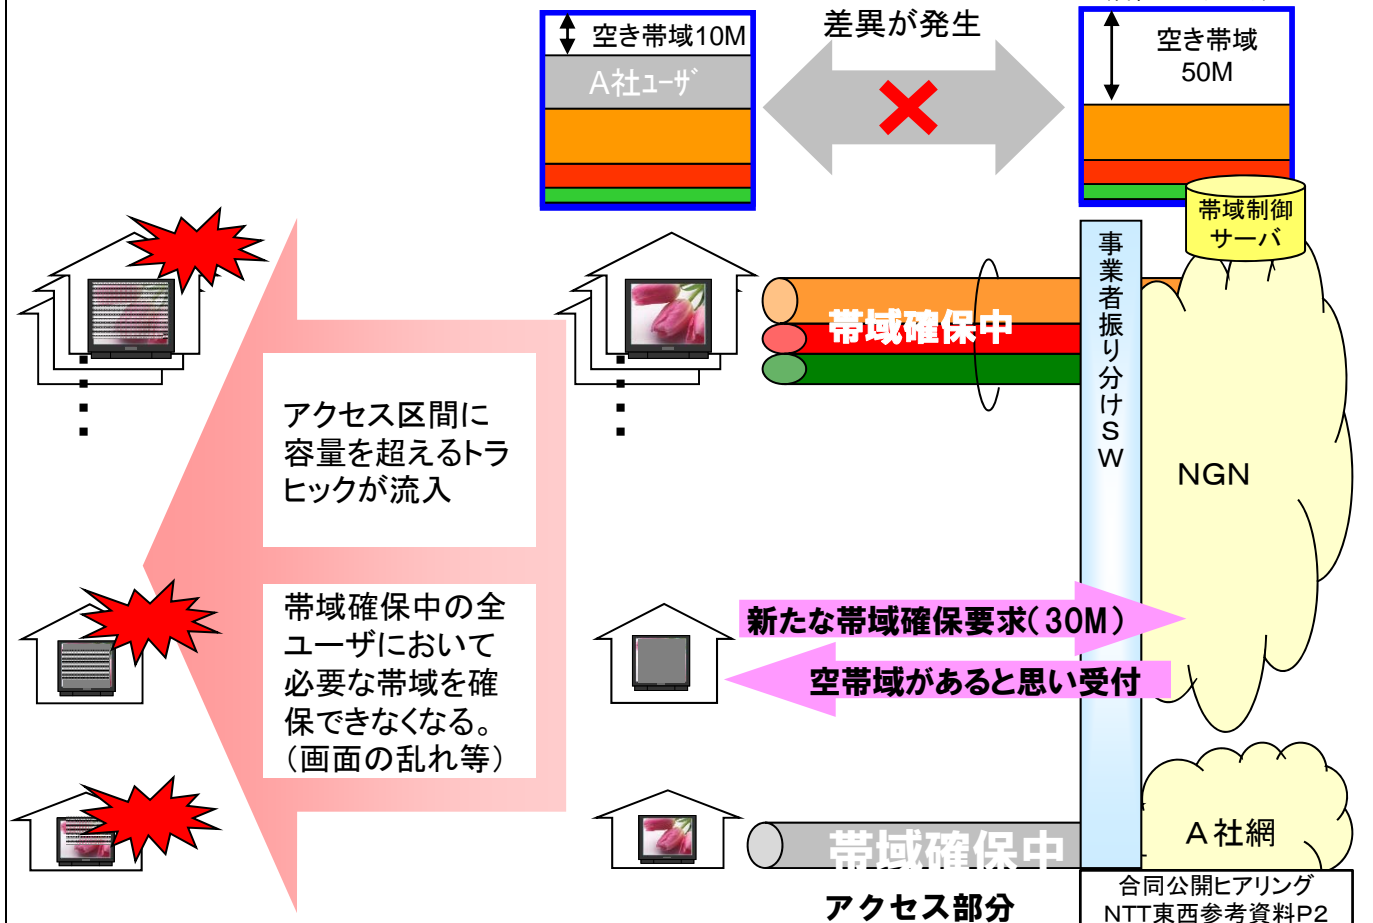 空き帯域10M
A社ﾕｰｻﾞ
差異が発生
空き帯域
50M
帯域制御
サーバ
事業者振り分けＳＷ
帯域確保中
NGN
アクセス区間に
容量を超えるトラ
ヒックが流入
帯域確保中の全
ユーザにおいて
必要な帯域を確
保できなくなる。
（画面の乱れ等）
新たな帯域確保要求（３０Ｍ）
空帯域があると思い受付
帯域確保中
A社網
アクセス部分
合同公開ヒアリング
NTT東西参考資料P2